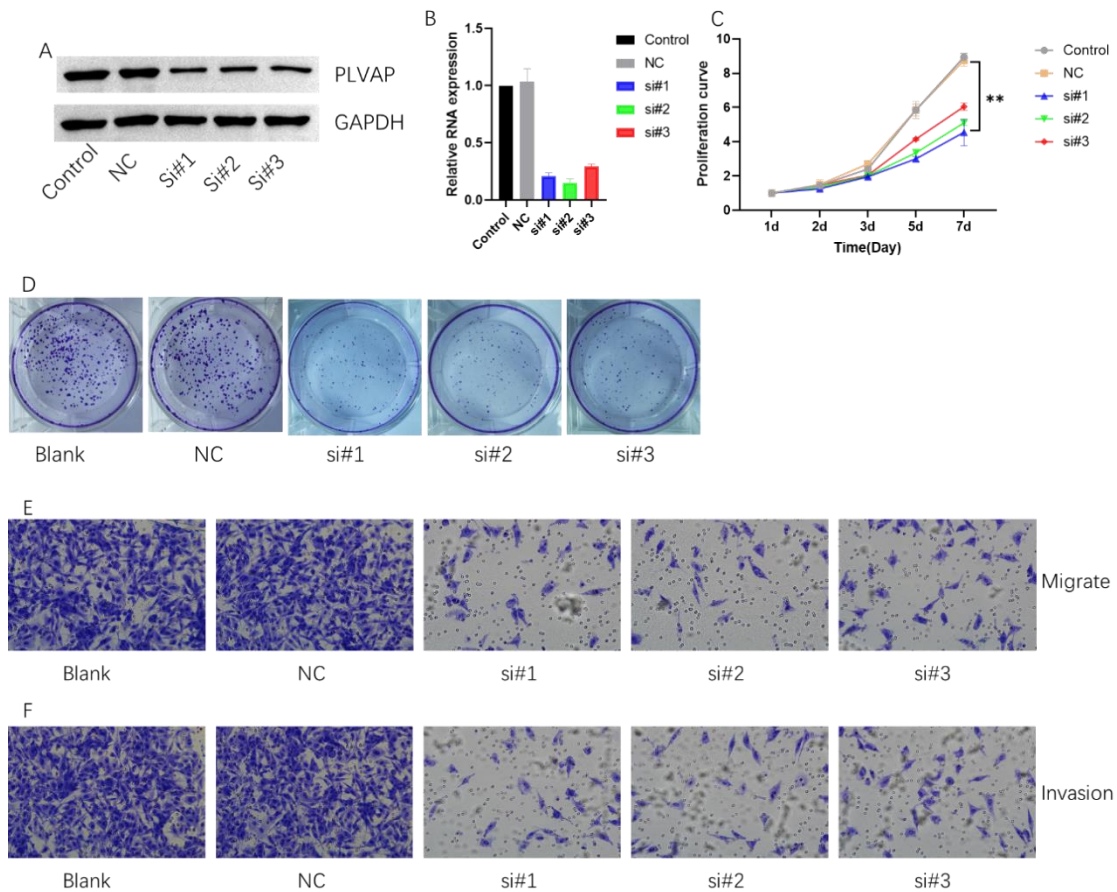 A
PLVAP
GAPDH
Control
NC
Si#1
Si#2
Si#3
B
Relative RNA expression
1.5
1.0
0.5
0.0
Control
NC
si#1
si#2
si#3
Control
NC
si#1
si#2
si#3
C
Proliferation curve
10
8
6
4
2
0
1d
2d
3d
5d
7d
Time(Day)
**
Control
NC
si#1
si#2
si#3
D
Blank
NC
si#1
si#2
si#3
E
Migrate
Blank
NC
si#1
si#2
si#3
F
Invasion
Blank
NC
si#1
si#2
si#3